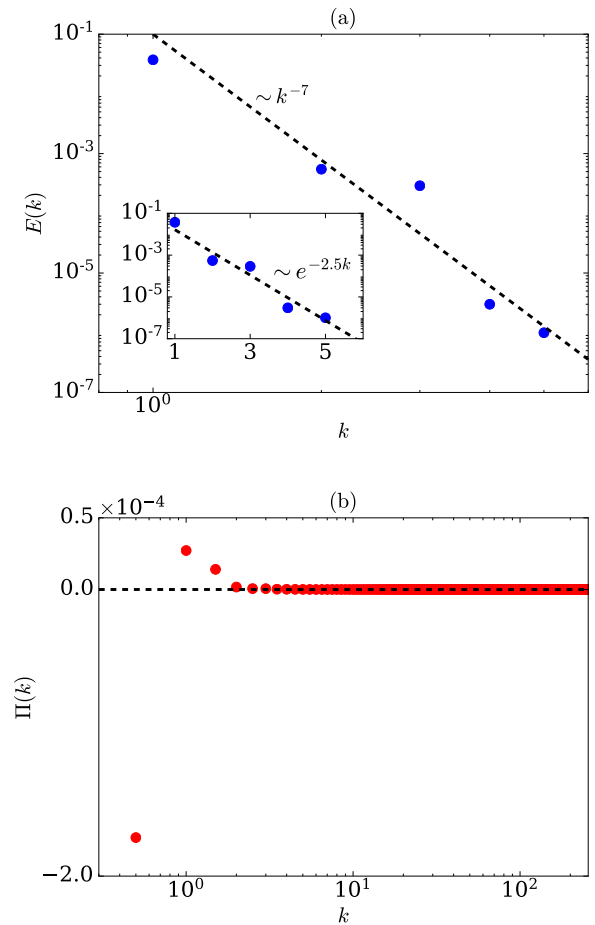 (a)
10⁻¹
10⁻³
10⁻⁵
10⁻⁷
E(k)
∼ k⁻⁷
10⁻¹
10⁻³
10⁻⁵
10⁻⁷
∼ e⁻²·⁵ᵏ
1 3 5
10⁰
k
(b)
×10⁻⁴
0.5
0.0
−2.0
Π(k)
10⁰ 10¹ 10²
k